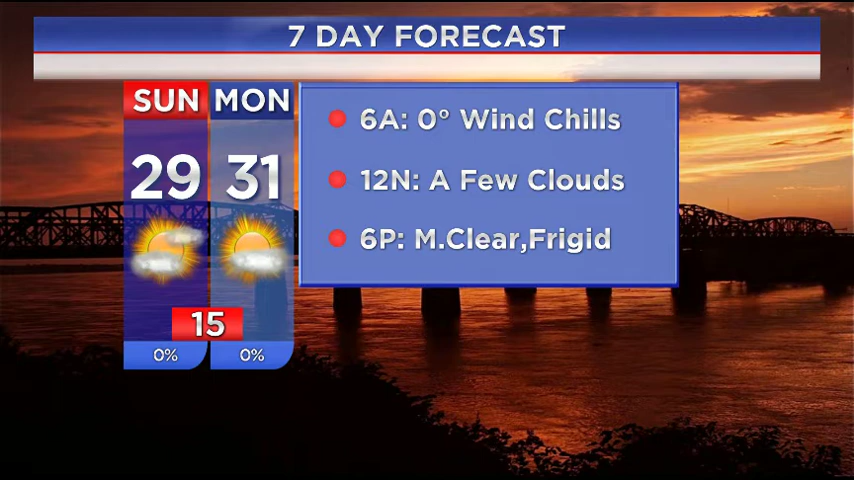 7 DAY FORECAST
SUN MON
29 31
15
0% 0%
6A: 0° Wind Chills
12N: A Few Clouds
6P: M.Clear,Frigid